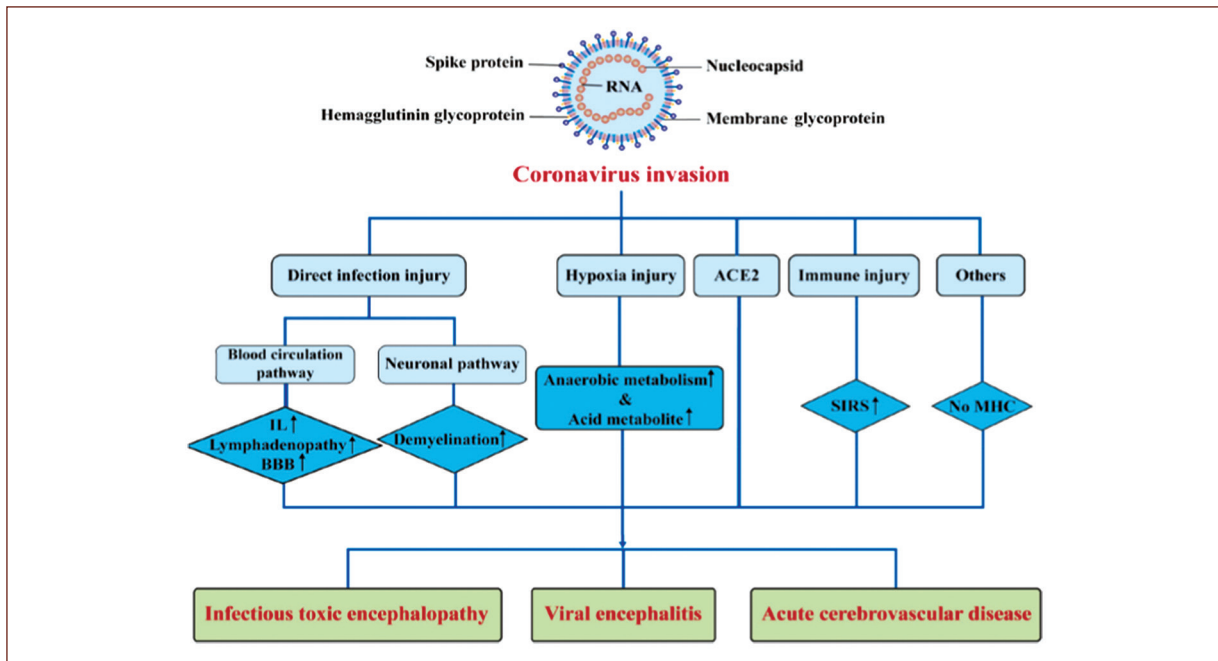 Spike protein
Nucleocapsid
RNA
Hemagglutinin glycoprotein
Membrane glycoprotein
Coronavirus invasion
Direct infection injury
Hypoxia injury
ACE2
Immune injury
Others
Blood circulation
pathway
Neuronal pathway
Anaerobic metabolism↑
&
Acid metabolite↑
IL↑
Lymphadenopathy↑
BBB↑
Demyelination↑
SIRS↑
No MHC
Infectious toxic encephalopathy
Viral encephalitis
Acute cerebrovascular disease